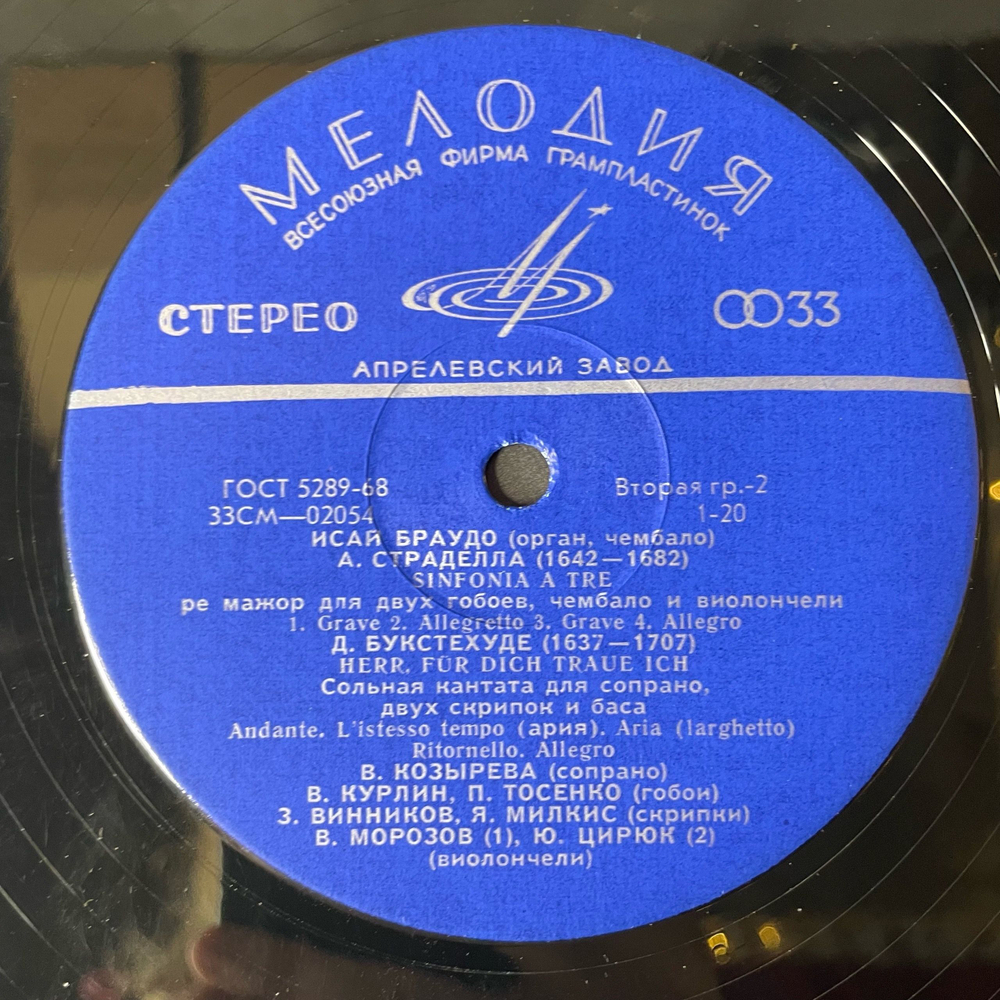 МЕЛОДИЯ
ВСЕСОЮЗНАЯ ФИРМА ГРАМПЛАСТИНОК
СТЕРЕО
33
АПРЕЛЕВСКИЙ ЗАВОД
ГОСТ 5289-68 Вторая гр.-2
33СМ—02054 1-20
ИСАЙ БРАУДО (орган, чембало)
А. СТРАДЕЛЛА (1642—1682)
SINFONIA A TRE
ре мажор для двух гобоев, чембало и виолончели
1. Grave 2. Allegretto 3. Grave 4. Allegro
Д. БУКСТЕХУДЕ (1637—1707)
HERR, FÜR DICH TRAUE ICH
Сольная кантата для сопрано,
двух скрипок и баса
Andante. L'istesso tempo (ария). Aria (larghetto)
Ritornello. Allegro
В. КОЗЫРЕВА (сопрано)
В. КУРЛИН, П. ТОСЕНКО (гобои)
З. ВИННИКОВ, Я. МИЛКИС (скрипки)
В. МОРОЗОВ (1), Ю. ЦИРЮК (2)
(виолончели)